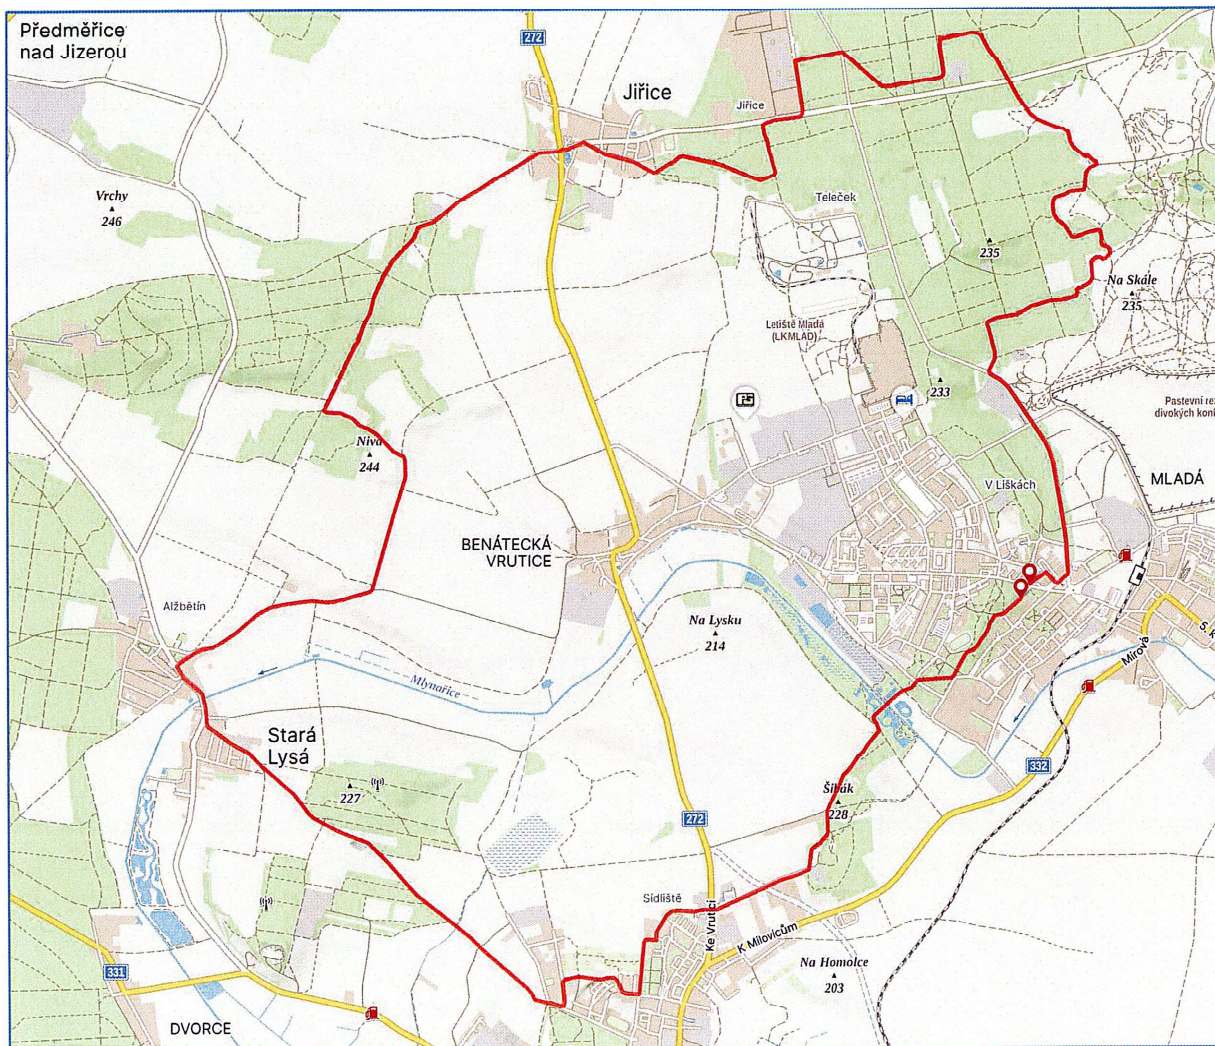 Předměřice
nad Jizerou
272
Jiřice
Jiřice
Vrchy
246
Teleček
235
Na Skále
235
Letiště Mladá
(LKMLAD)
233
Pastevní re
divokých koní
Niva
244
V Liškách
MLADÁ
BENÁTECKÁ
VRUTICE
Alžbětín
Na Lysku
214
Mírová
S. k
Mlynařice
Stará
Lysá
227
332
Šibák
228
272
Sídliště
Ke Vrutici
K Milovicům
Na Homolce
203
331
DVORCE